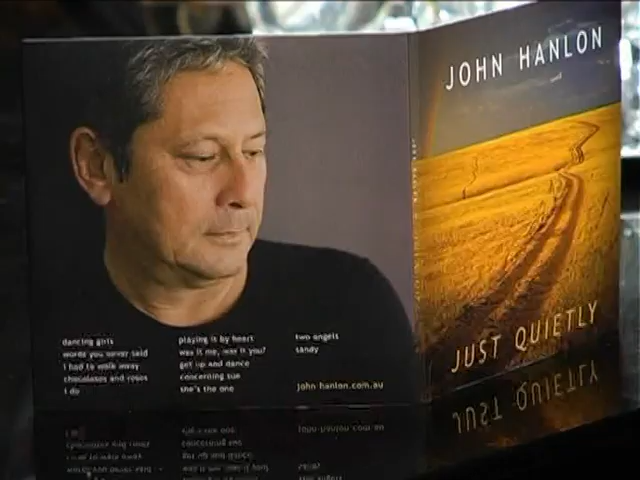 dancing girls
words you never said
i had to walk away
chocolates and roses
i do
playing it by heart
was it me, was it you?
get up and dance
concerning sue
she's the one
two angels
sandy
john hanlon.com.au
JOHN HANLON
JUST QUIETLY